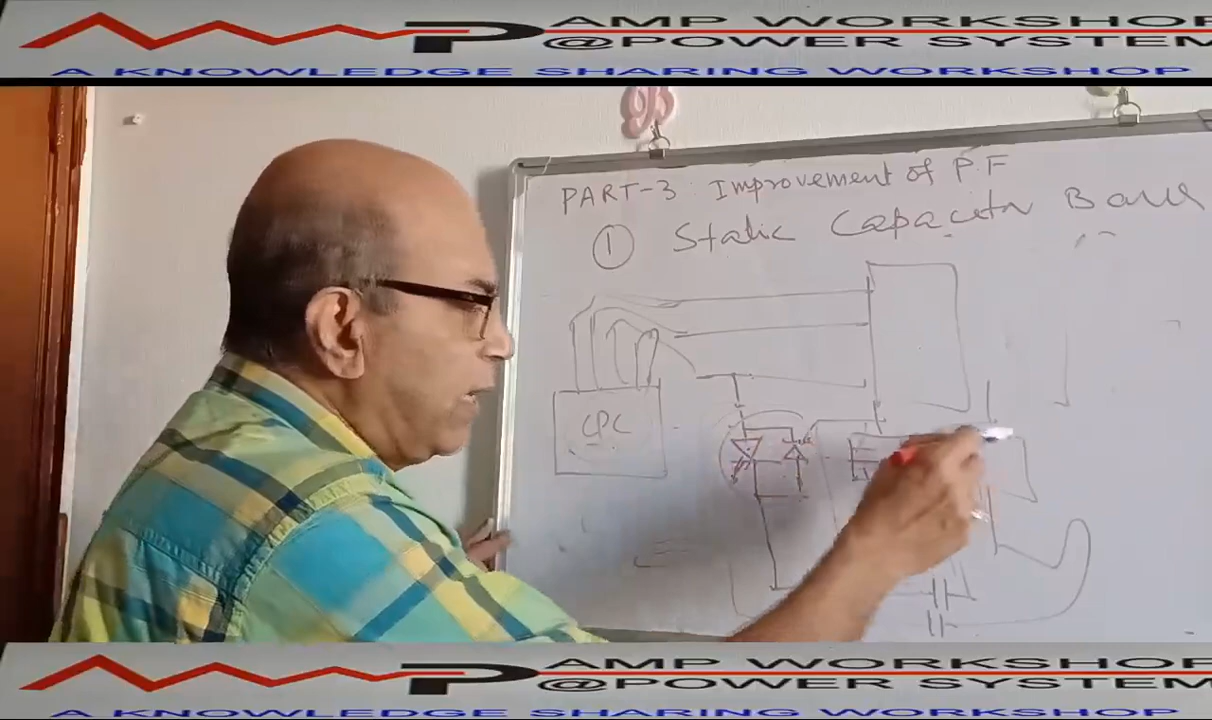 AMP WORKSHOP
@POWER SYSTEM
A KNOWLEDGE SHARING WORKSHOP
PART-3: Improvement of P.F
① Static Capacitor Bank
CPC
AMP WORKSHOP
@POWER SYSTEM
A KNOWLEDGE SHARING WORKSHOP